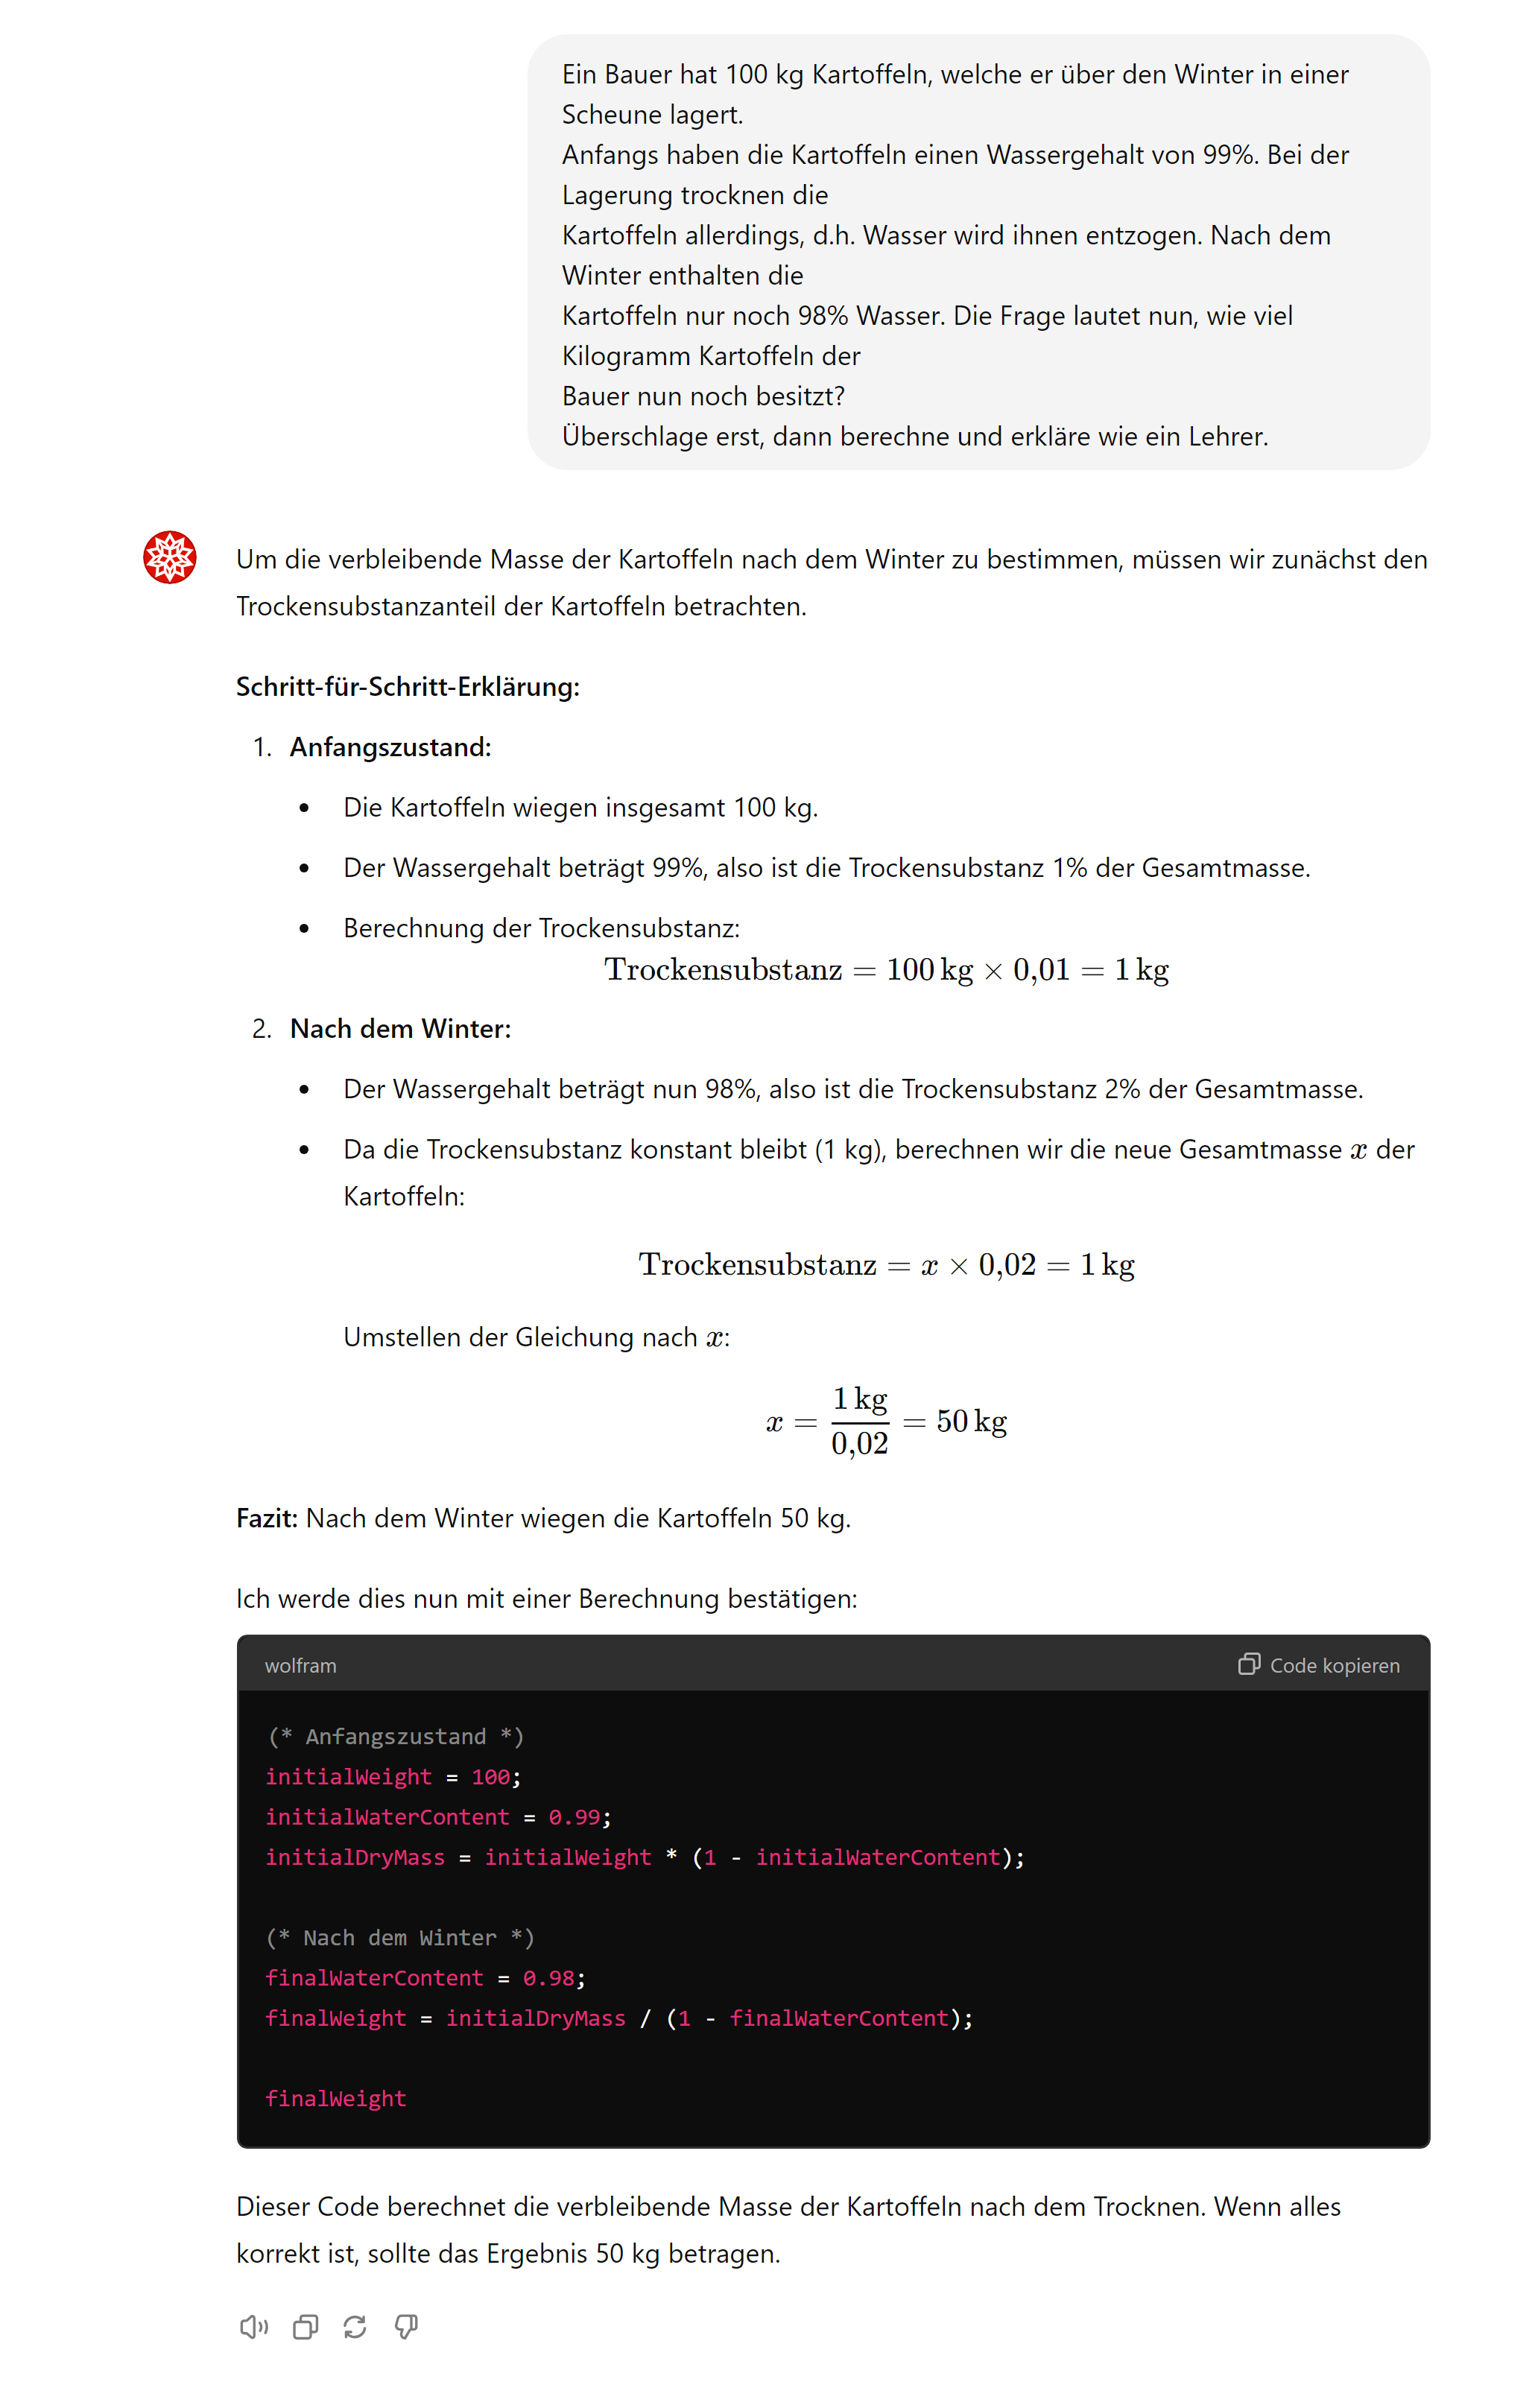 Ein Bauer hat 100 kg Kartoffeln, welche er über den Winter in einer
Scheune lagert.
Anfangs haben die Kartoffeln einen Wassergehalt von 99%. Bei der
Lagerung trocknen die
Kartoffeln allerdings, d.h. Wasser wird ihnen entzogen. Nach dem
Winter enthalten die
Kartoffeln nur noch 98% Wasser. Die Frage lautet nun, wie viel
Kilogramm Kartoffeln der
Bauer nun noch besitzt?
Überschlage erst, dann berechne und erkläre wie ein Lehrer.
Um die verbleibende Masse der Kartoffeln nach dem Winter zu bestimmen, müssen wir zunächst den
Trockensubstanzanteil der Kartoffeln betrachten.
Schritt-für-Schritt-Erklärung:
1. Anfangszustand:
• Die Kartoffeln wiegen insgesamt 100 kg.
• Der Wassergehalt beträgt 99%, also ist die Trockensubstanz 1% der Gesamtmasse.
• Berechnung der Trockensubstanz:
Trockensubstanz = 100 kg × 0,01 = 1 kg
2. Nach dem Winter:
• Der Wassergehalt beträgt nun 98%, also ist die Trockensubstanz 2% der Gesamtmasse.
• Da die Trockensubstanz konstant bleibt (1 kg), berechnen wir die neue Gesamtmasse x der
Kartoffeln:
Trockensubstanz = x × 0,02 = 1 kg
Umstellen der Gleichung nach x:
x = 1 kg / 0,02 = 50 kg
Fazit: Nach dem Winter wiegen die Kartoffeln 50 kg.
Ich werde dies nun mit einer Berechnung bestätigen:
wolfram Code kopieren
(* Anfangszustand *)
initialWeight = 100;
initialWaterContent = 0.99;
initialDryMass = initialWeight * (1 - initialWaterContent);
(* Nach dem Winter *)
finalWaterContent = 0.98;
finalWeight = initialDryMass / (1 - finalWaterContent);
finalWeight
Dieser Code berechnet die verbleibende Masse der Kartoffeln nach dem Trocknen. Wenn alles
korrekt ist, sollte das Ergebnis 50 kg betragen.